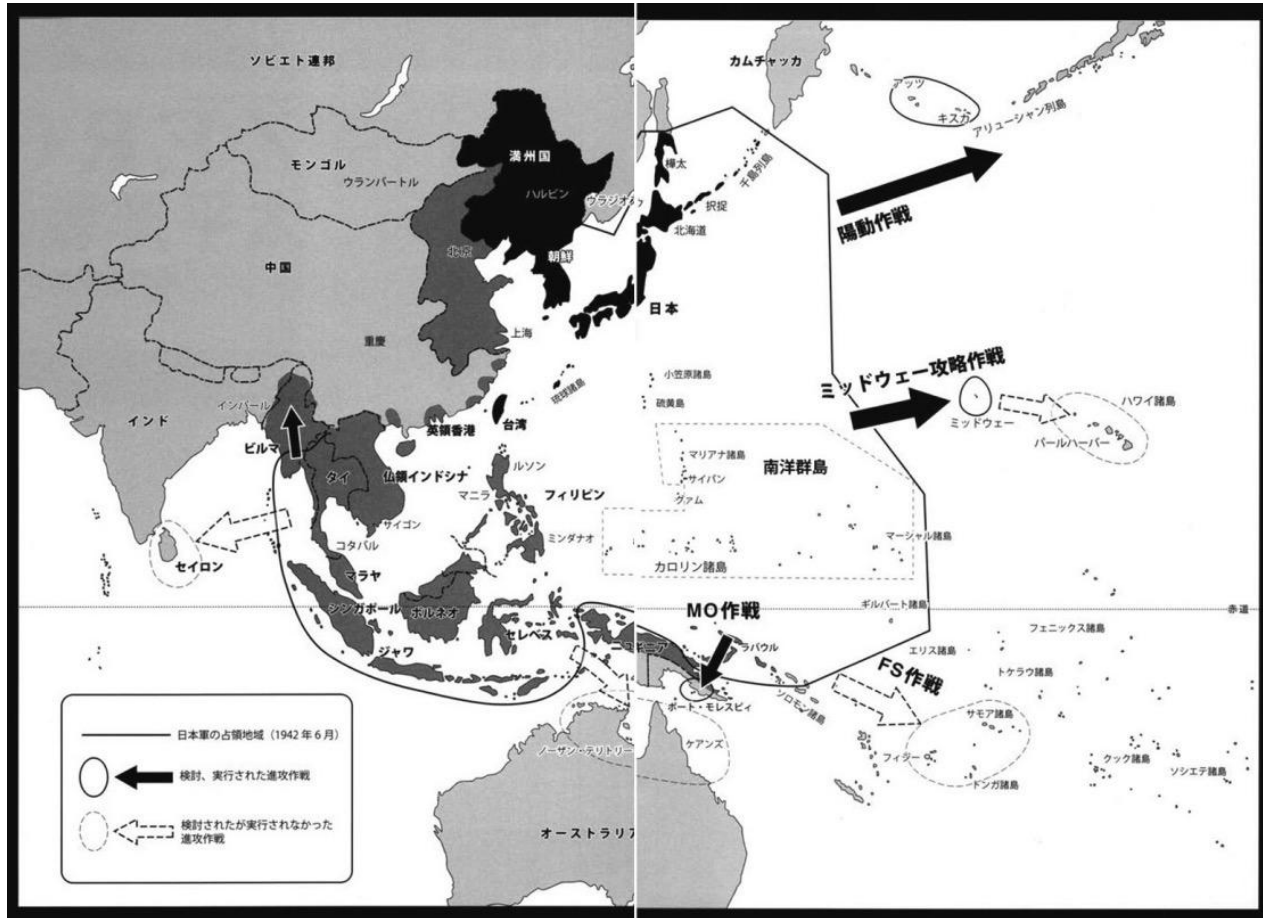 ソビエト連邦
カムチャッカ
アッツ
キスカ
アリューシャン列島
モンゴル
ウランバートル
満州国
ハルビン
樺太
千島列島
択捉
北海道
陽動作戦
北京
朝鮮
中国
日本
上海
重慶
ミッドウェー攻略作戦
小笠原諸島
硫黄島
琉球諸島
ミッドウェー
ハワイ諸島
パールハーバー
インド
インパール
ビルマ
英領香港
台湾
タイ
仏領インドシナ
ルソン
マニラ
フィリピン
マリアナ諸島
サイパン
グァム
南洋群島
サイゴン
コタバル
ミンダナオ
マーシャル諸島
カロリン諸島
セイロン
マラヤ
シンガポール
ボルネオ
セレベス
ジャワ
MO作戦
ギルバート諸島
赤道
ラバウル
エリス諸島
フェニックス諸島
トケラウ諸島
FS作戦
ポート・モレスビィ
ソロモン諸島
サモア諸島
ノーザン・テリトリー
ケアンズ
フィジー
トンガ諸島
クック諸島
ソシエテ諸島
オーストラリア
日本軍の占領地域（1942年6月）
検討、実行された進攻作戦
検討されたが実行されなかった
進攻作戦